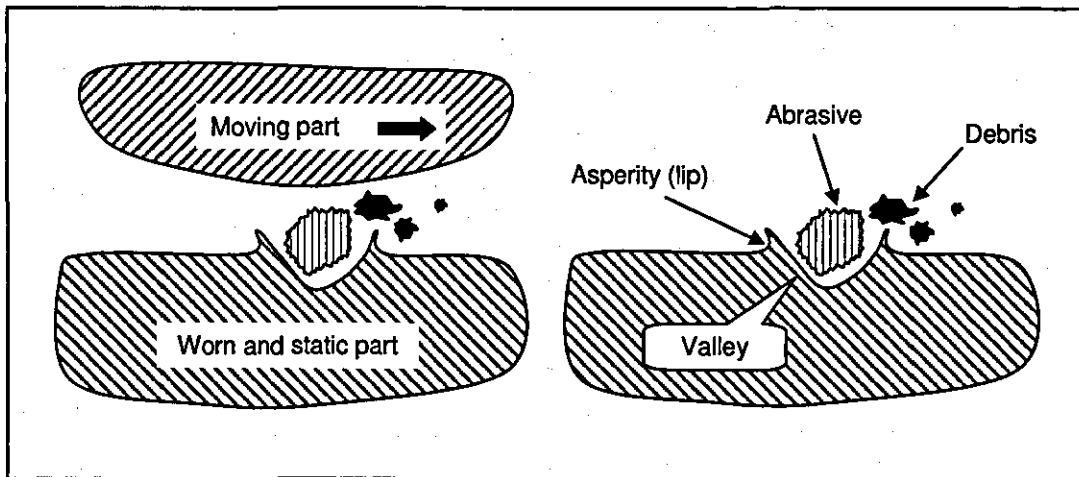 Moving part
Worn and static part
Abrasive
Debris
Asperity (lip)
Valley